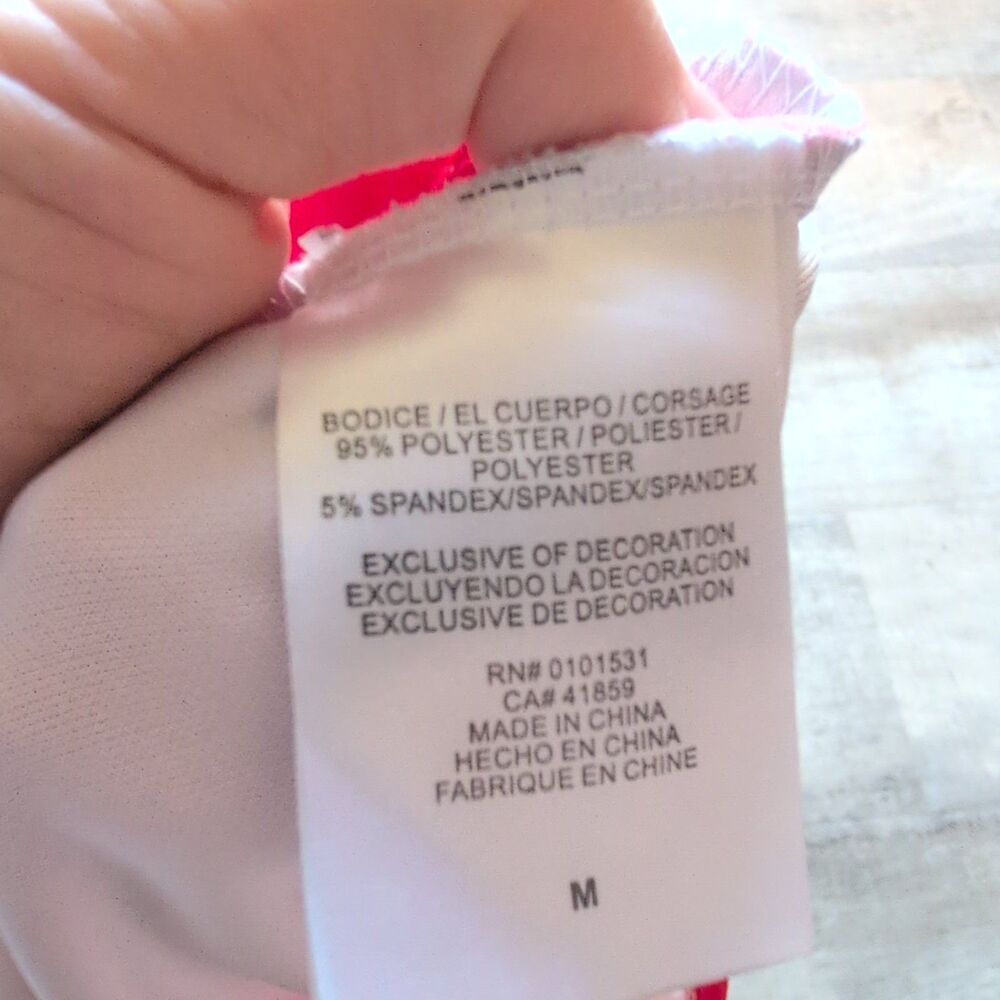 BODICE / EL CUERPO / CORSAGE
95% POLYESTER / POLIESTER /
POLYESTER
5% SPANDEX/SPANDEX/SPANDEX
EXCLUSIVE OF DECORATION
EXCLUYENDO LA DECORACION
EXCLUSIVE DE DECORATION
RN# 0101531
CA# 41859
MADE IN CHINA
HECHO EN CHINA
FABRIQUE EN CHINE
M